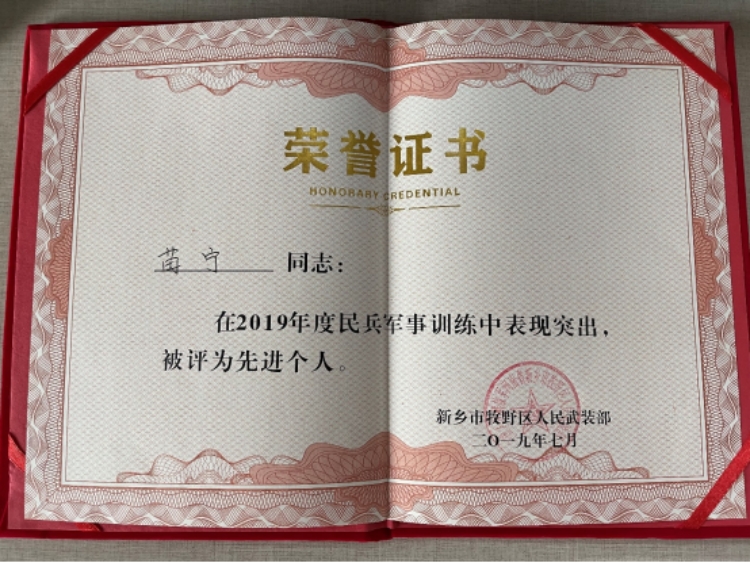 荣誉证书
HONORARY CREDENTIAL
苗宁 同志：
在2019年度民兵军事训练中表现突出，
被评为先进个人。
新乡市牧野区人民武装部
二〇一九年七月